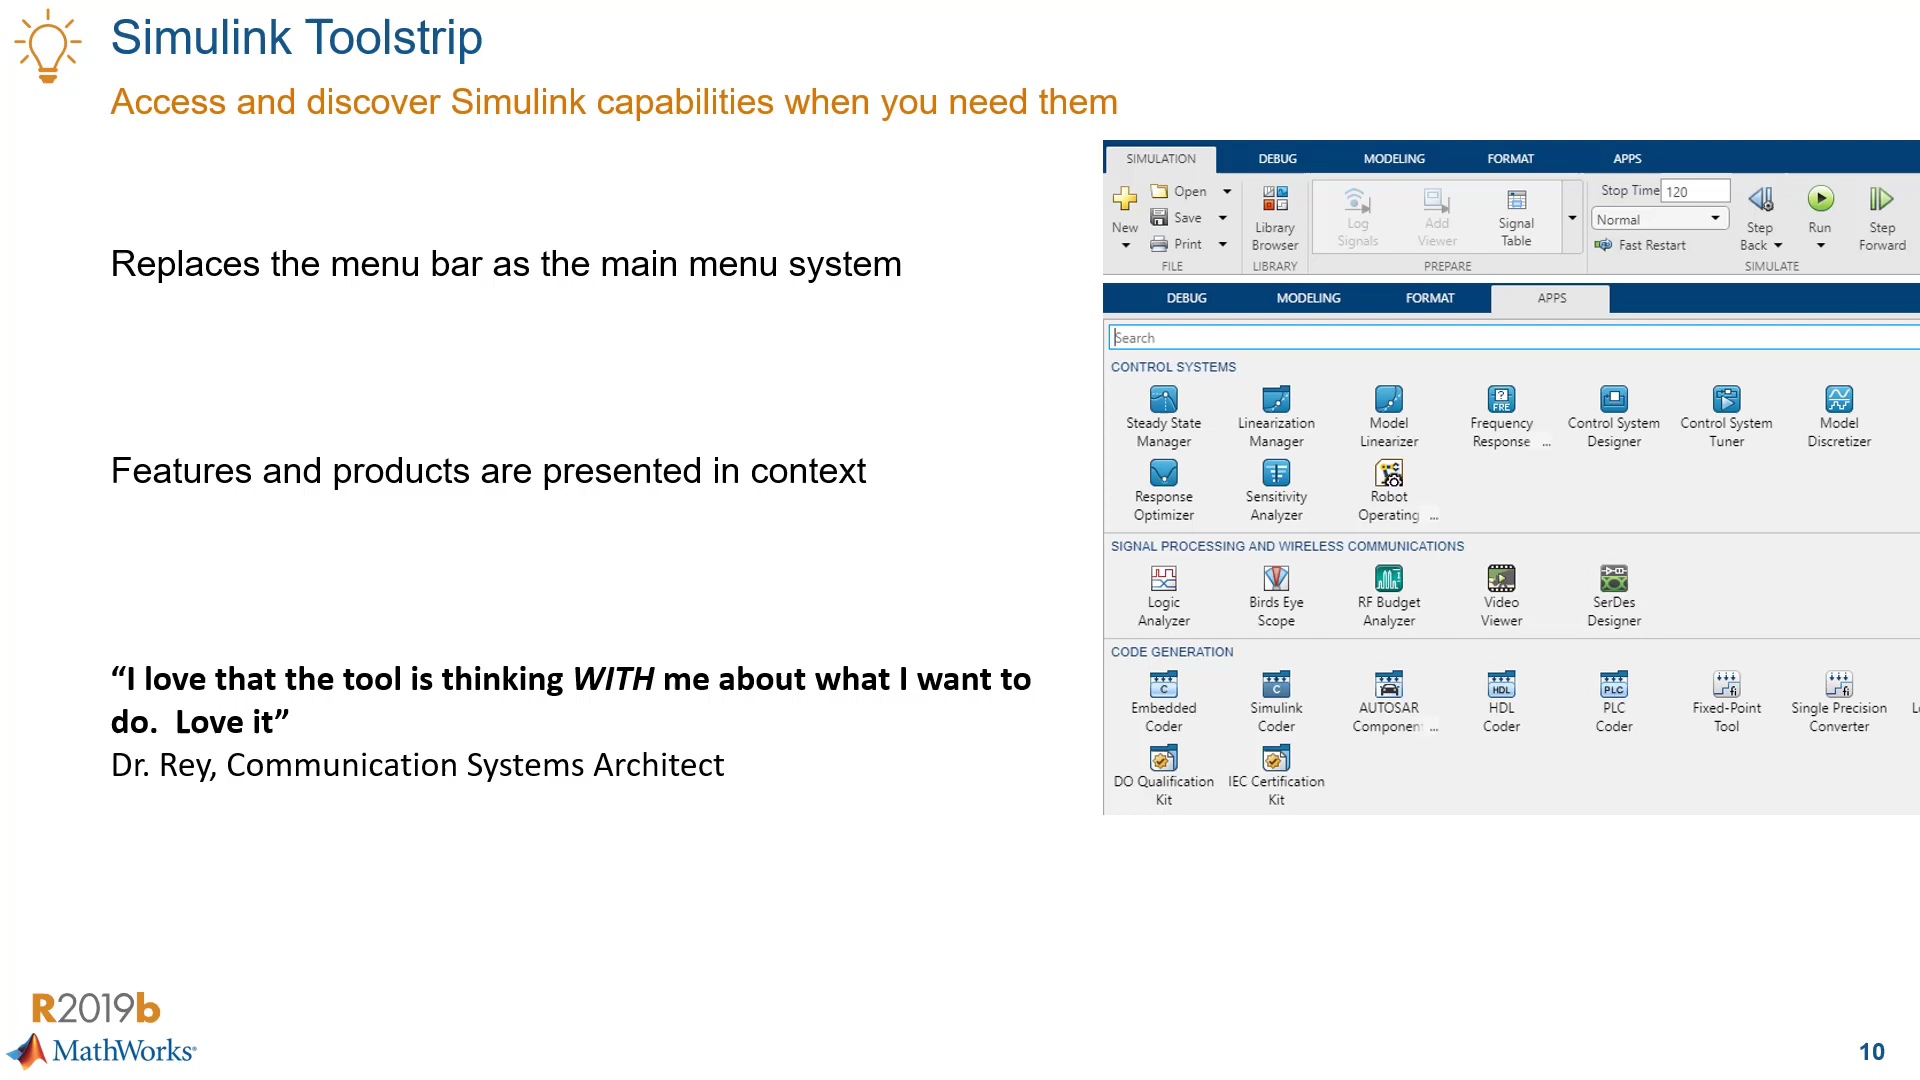 Simulink Toolstrip
Access and discover Simulink capabilities when you need them
Replaces the menu bar as the main menu system
Features and products are presented in context
“I love that the tool is thinking WITH me about what I want to
do.  Love it”
Dr. Rey, Communication Systems Architect
SIMULATION DEBUG MODELING FORMAT APPS
New
Open
Save
Print
FILE
Library
Browser
LIBRARY
Log
Signals
Add
Viewer
Signal
Table
PREPARE
Stop Time 120
Normal
Fast Restart
Step
Back
Run
Step
Forward
SIMULATE
DEBUG MODELING FORMAT APPS
Search
CONTROL SYSTEMS
Steady State
Manager
Linearization
Manager
Model
Linearizer
Frequency
Response ...
Control System
Designer
Control System
Tuner
Model
Discretizer
Response
Optimizer
Sensitivity
Analyzer
Robot
Operating ...
SIGNAL PROCESSING AND WIRELESS COMMUNICATIONS
Logic
Analyzer
Birds Eye
Scope
RF Budget
Analyzer
Video
Viewer
SerDes
Designer
CODE GENERATION
Embedded
Coder
Simulink
Coder
AUTOSAR
Componen ...
HDL
Coder
PLC
Coder
Fixed-Point
Tool
Single Precision
Converter
DO Qualification
Kit
IEC Certification
Kit
R2019b
MathWorks
10